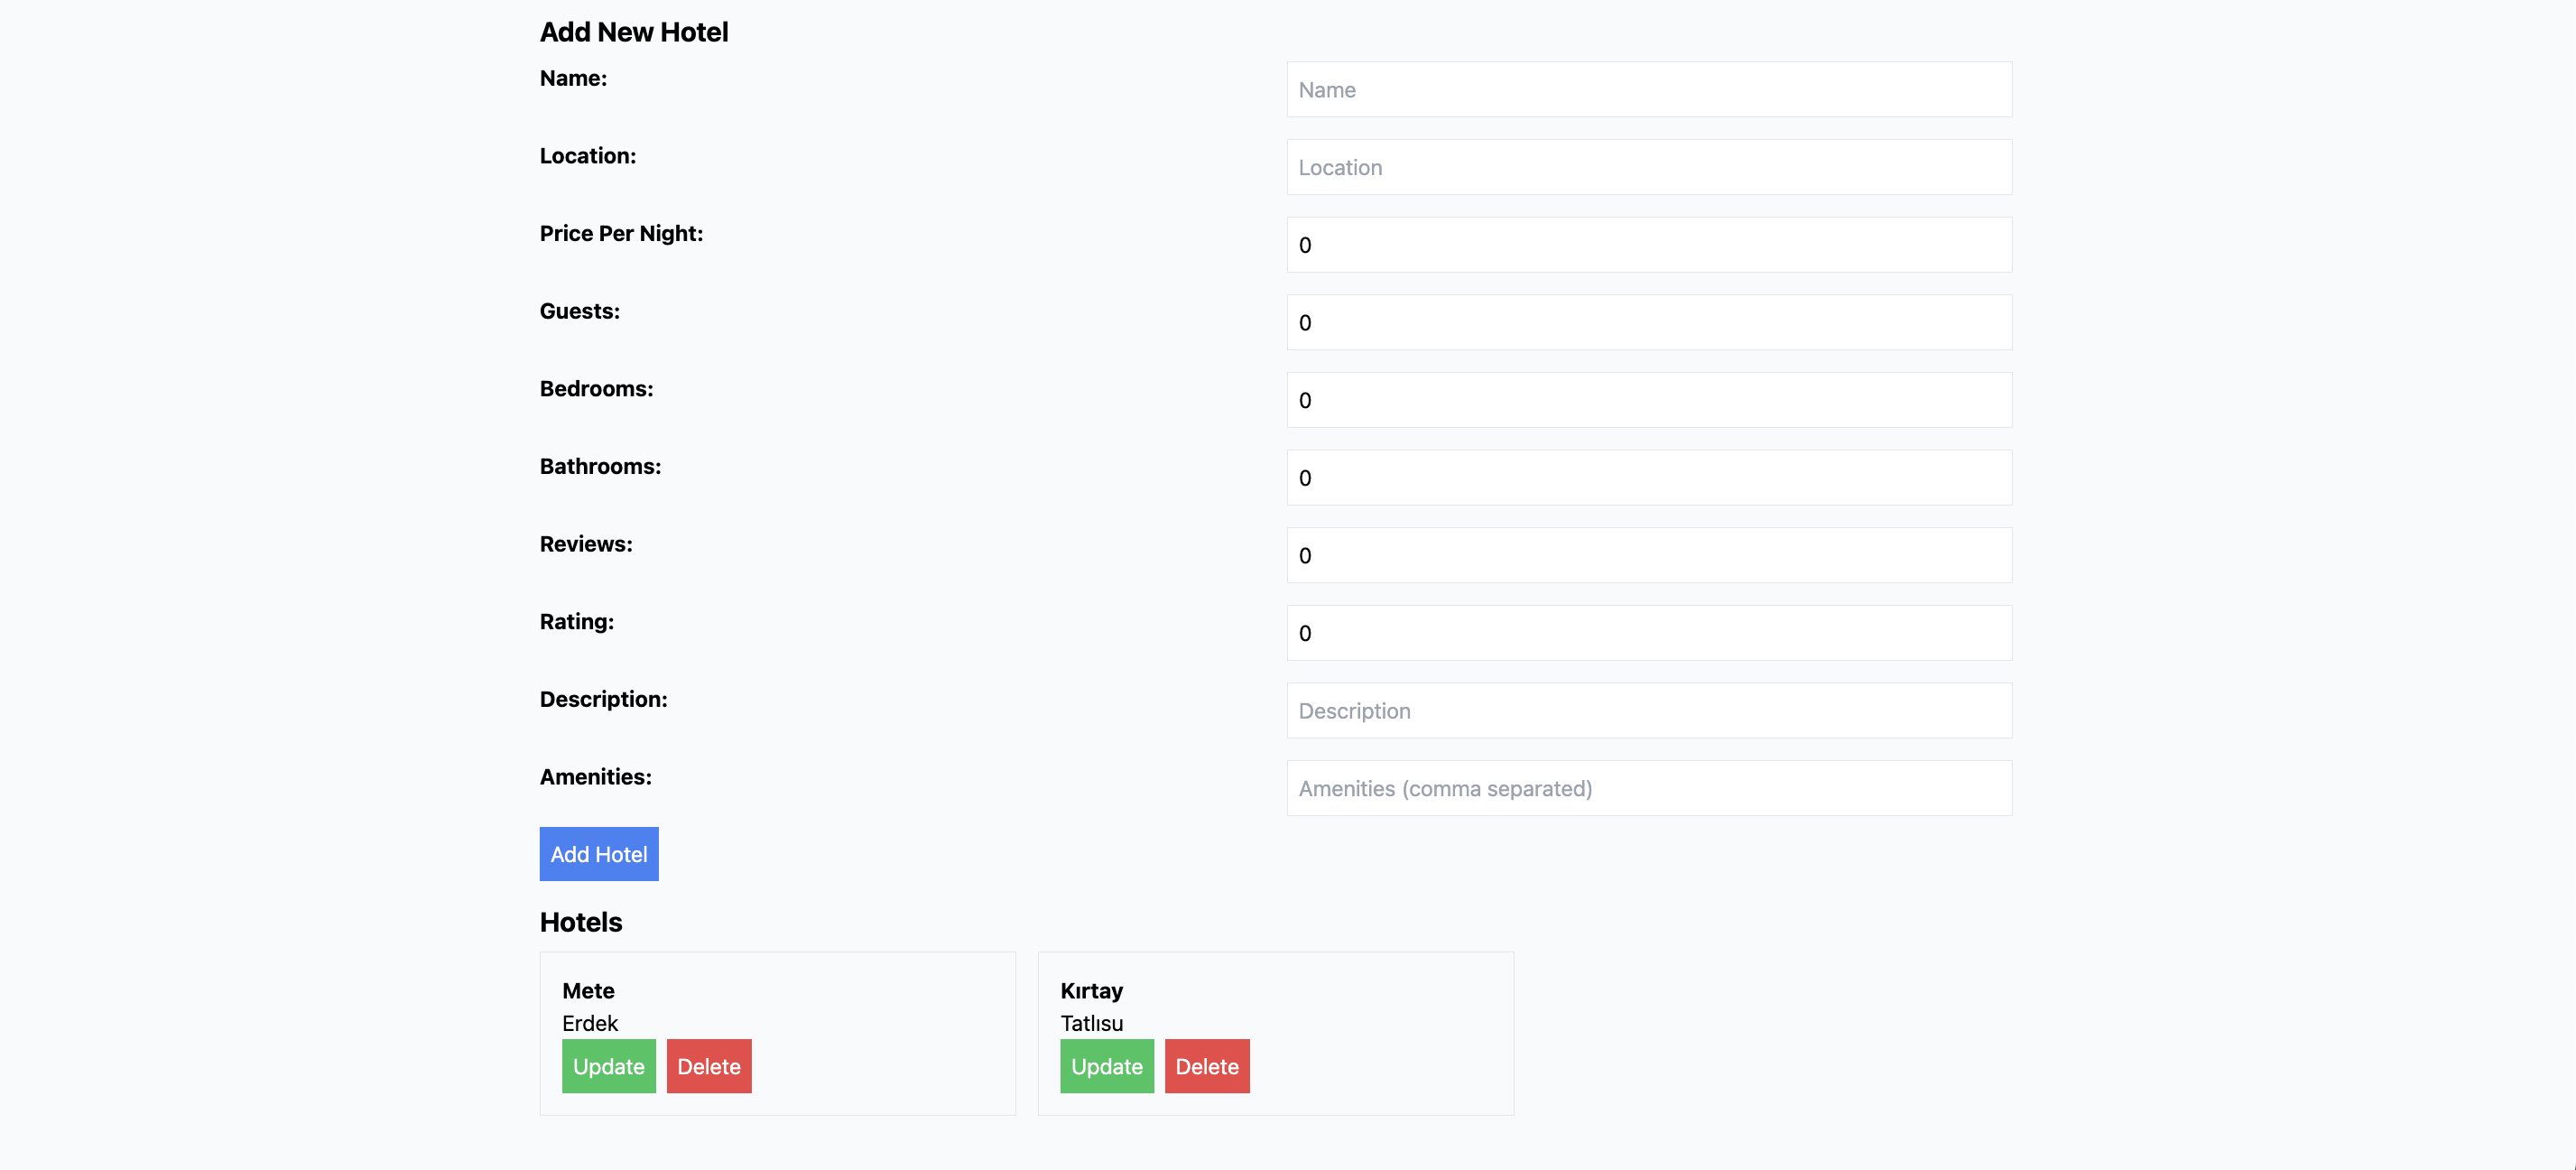 Add New Hotel
Name: Name
Location: Location
Price Per Night: 0
Guests: 0
Bedrooms: 0
Bathrooms: 0
Reviews: 0
Rating: 0
Description: Description
Amenities: Amenities (comma separated)
Add Hotel
Hotels
Mete
Erdek
Update Delete
Kırtay
Tatlısu
Update Delete